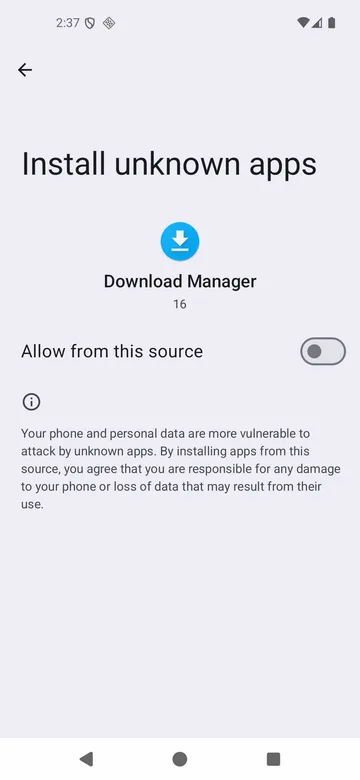 2:37
Install unknown apps
Download Manager
16
Allow from this source
Your phone and personal data are more vulnerable to
attack by unknown apps. By installing apps from this
source, you agree that you are responsible for any damage
to your phone or loss of data that may result from their
use.